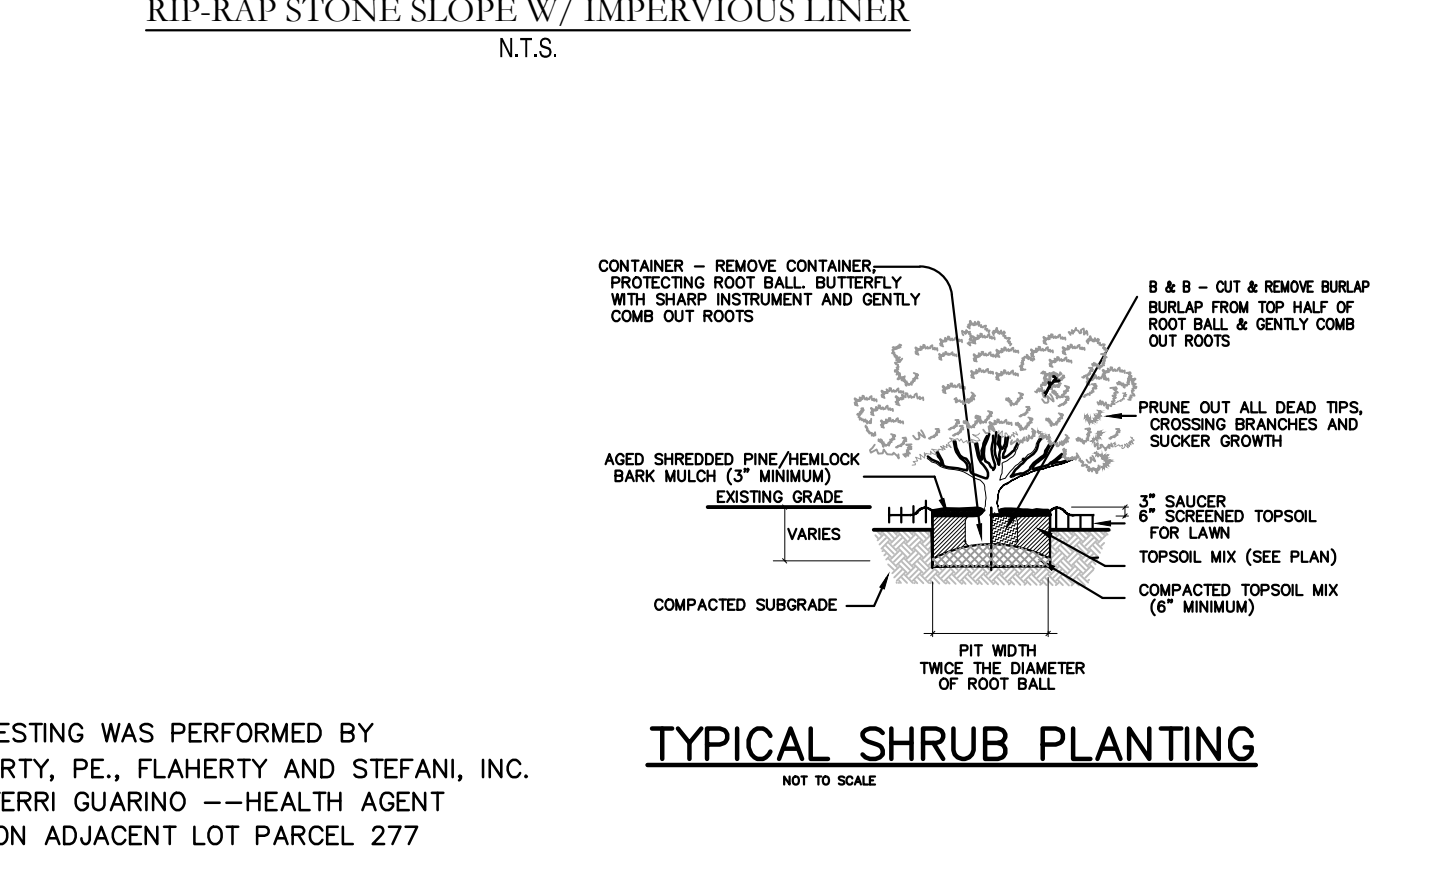 RIP-RAP STONE SLOPE W/ IMPERVIOUS LINER
N.T.S.
CONTAINER – REMOVE CONTAINER,
PROTECTING ROOT BALL. BUTTERFLY
WITH SHARP INSTRUMENT AND GENTLY
COMB OUT ROOTS
B & B – CUT & REMOVE BURLAP
BURLAP FROM TOP HALF OF
ROOT BALL & GENTLY COMB
OUT ROOTS
PRUNE OUT ALL DEAD TIPS,
CROSSING BRANCHES AND
SUCKER GROWTH
AGED SHREDDED PINE/HEMLOCK
BARK MULCH (3" MINIMUM)
EXISTING GRADE
VARIES
3" SAUCER
6" SCREENED TOPSOIL
FOR LAWN
TOPSOIL MIX (SEE PLAN)
COMPACTED TOPSOIL MIX
(6" MINIMUM)
COMPACTED SUBGRADE
PIT WIDTH
TWICE THE DIAMETER
OF ROOT BALL
TYPICAL SHRUB PLANTING
NOT TO SCALE
ESTING WAS PERFORMED BY
RTY, PE., FLAHERTY AND STEFANI, INC.
TERRI GUARINO --HEALTH AGENT
ON ADJACENT LOT PARCEL 277